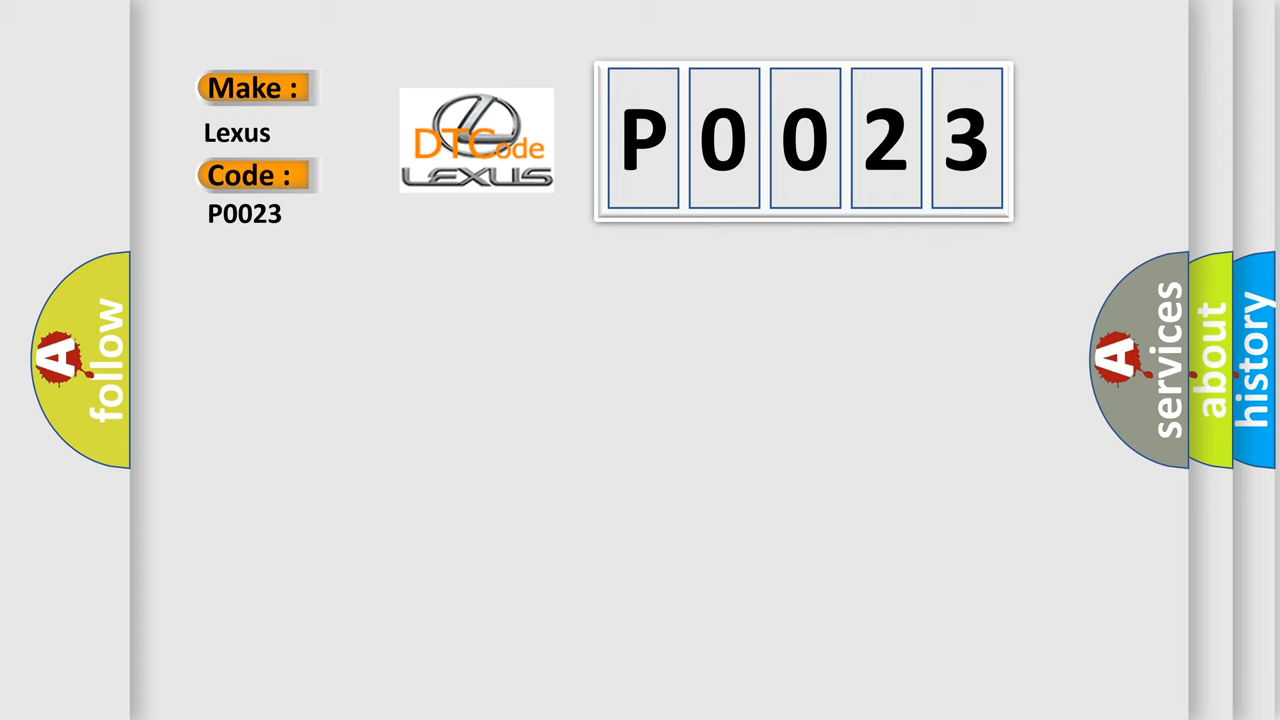 Make :
Lexus
Code :
P0023
DTCode
LEXUS
P 0 0 2 3
A
follow
A
services
about
history